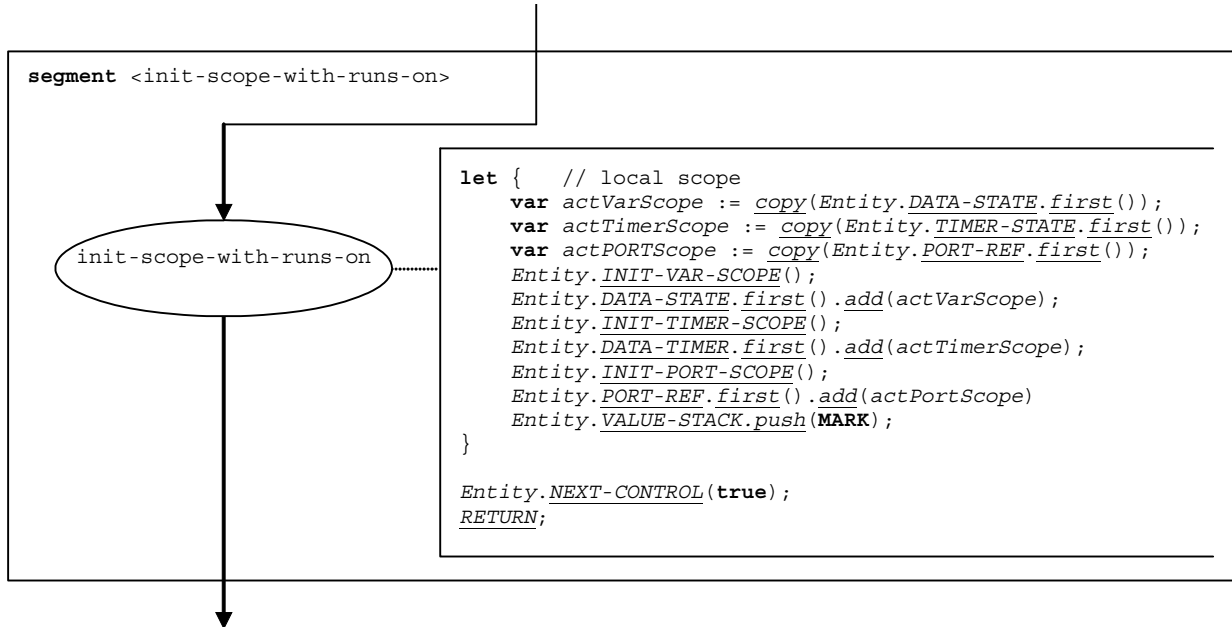 segment <init-scope-with-runs-on>
init-scope-with-runs-on
let {   // local scope
    var actVarScope := copy(Entity.DATA-STATE.first());
    var actTimerScope := copy(Entity.TIMER-STATE.first());
    var actPORTScope := copy(Entity.PORT-REF.first());
    Entity.INIT-VAR-SCOPE();
    Entity.DATA-STATE.first().add(actVarScope);
    Entity.INIT-TIMER-SCOPE();
    Entity.DATA-TIMER.first().add(actTimerScope);
    Entity.INIT-PORT-SCOPE();
    Entity.PORT-REF.first().add(actPortScope)
    Entity.VALUE-STACK.push(MARK);
}
Entity.NEXT-CONTROL(true);
RETURN;